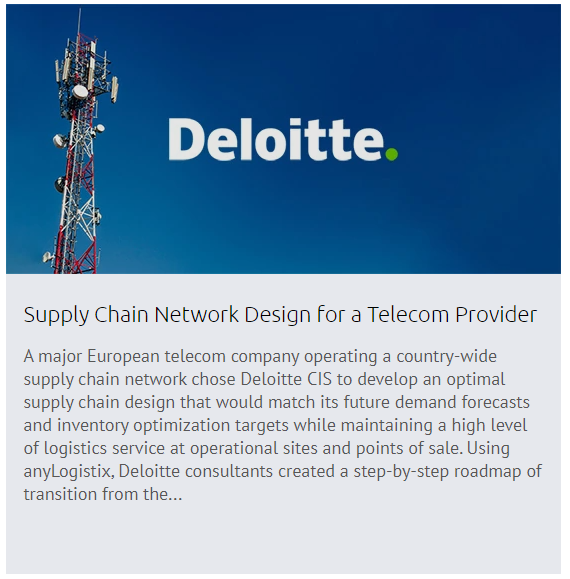 Deloitte.
Supply Chain Network Design for a Telecom Provider
A major European telecom company operating a country-wide
supply chain network chose Deloitte CIS to develop an optimal
supply chain design that would match its future demand forecasts
and inventory optimization targets while maintaining a high level
of logistics service at operational sites and points of sale. Using
anyLogistix, Deloitte consultants created a step-by-step roadmap of
transition from the...